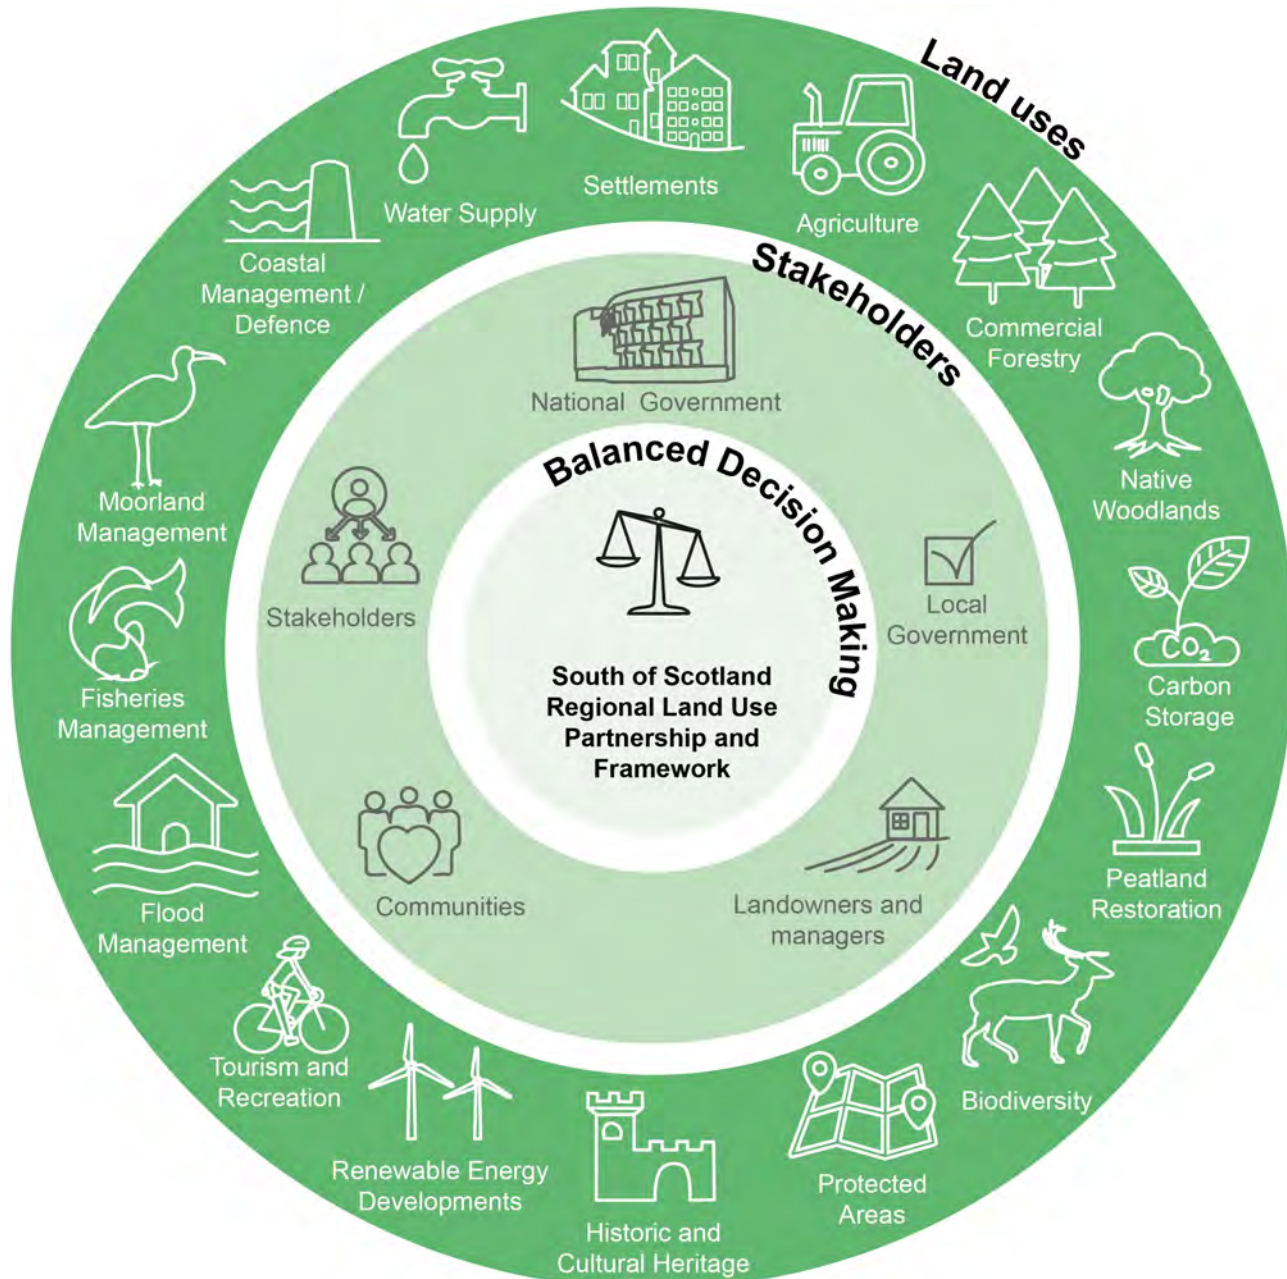 Land uses
Settlements
Agriculture
Commercial
Forestry
Native
Woodlands
CO₂
Carbon
Storage
Peatland
Restoration
Biodiversity
Protected
Areas
Historic and
Cultural Heritage
Renewable Energy
Developments
Tourism and
Recreation
Flood
Management
Fisheries
Management
Moorland
Management
Coastal
Management /
Defence
Water Supply
Stakeholders
National Government
Local
Government
Landowners and
managers
Communities
Stakeholders
Balanced Decision Making
South of Scotland
Regional Land Use
Partnership and
Framework